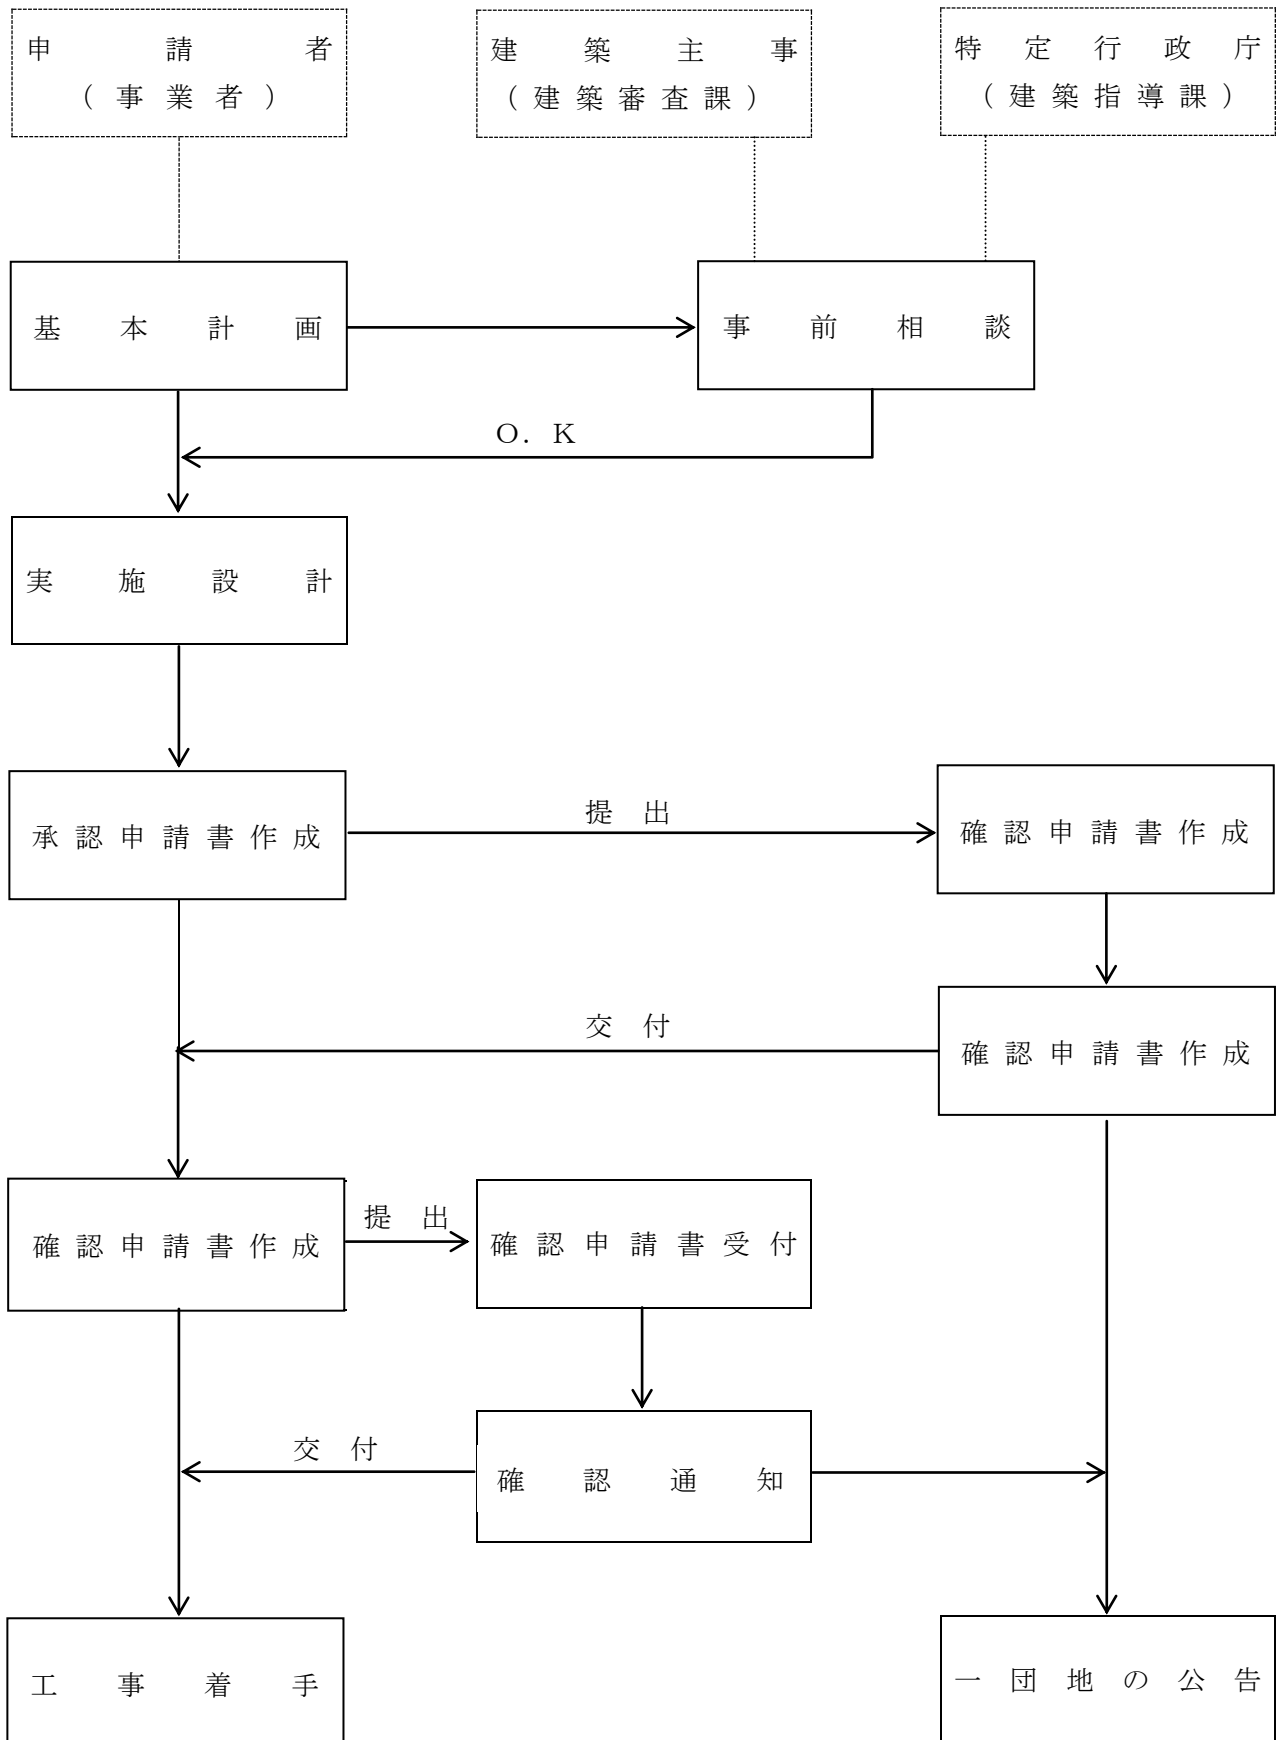 申請者
（事業者）
建築主事
（建築審査課）
特定行政庁
（建築指導課）
基本計画
事前相談
O．K
実施設計
承認申請書作成
提出
確認申請書作成
交付
確認申請書作成
確認申請書作成
提出
確認申請書受付
交付
確認通知
工事着手
一団地の公告